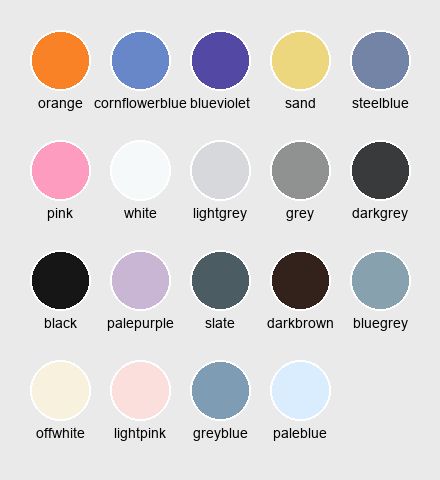 orange cornflowerblue blueviolet sand steelblue
pink white lightgrey grey darkgrey
black palepurple slate darkbrown bluegrey
offwhite lightpink greyblue paleblue